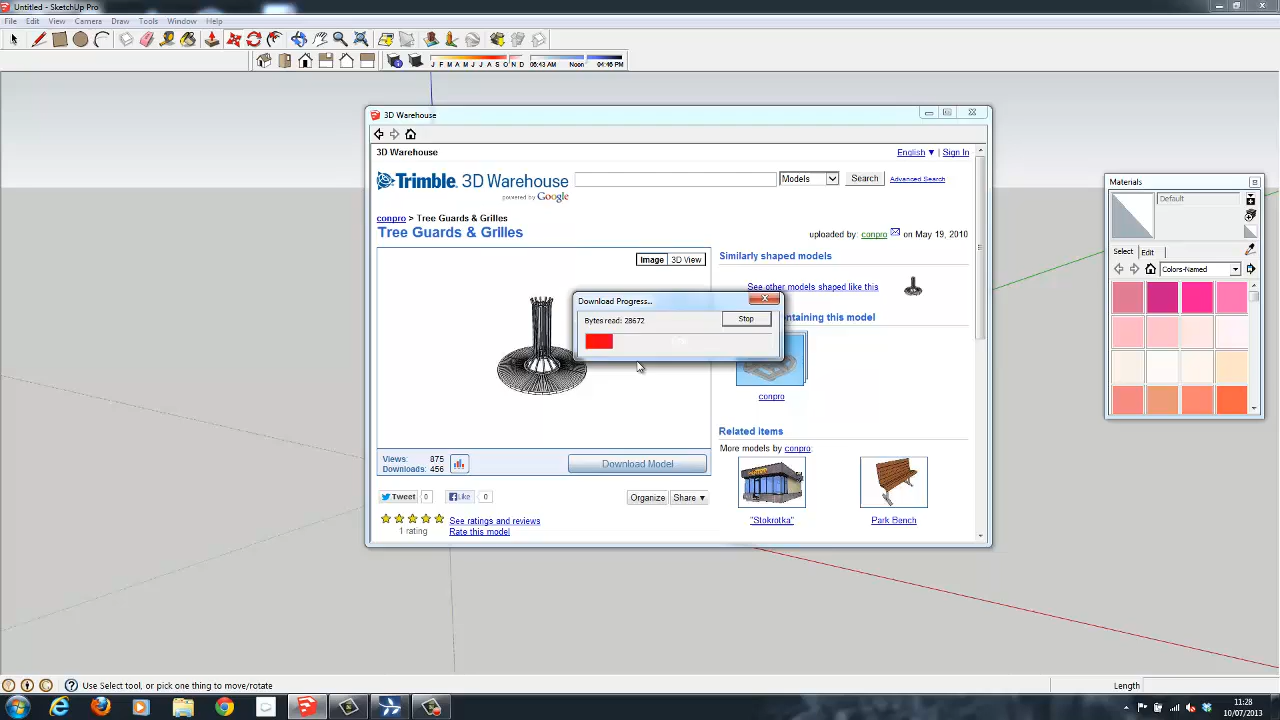 Untitled - SketchUp Pro
File Edit View Camera Draw Tools Window Help
J F M A M J J A S O N D 06:43 AM Noon 04:46 PM
3D Warehouse
3D Warehouse
English ▼ | Sign In
Trimble. 3D Warehouse
powered by Google
Models
Search
Advanced Search
conpro > Tree Guards & Grilles
Tree Guards & Grilles
uploaded by: conpro on May 19, 2010
Image 3D View
Similarly shaped models
See other models shaped like this
Download Progress...
Bytes read: 28672
Stop
ntaining this model
conpro
Views: 875
Downloads: 456
Download Model
Tweet 0 Like 0
Organize Share ▼
See ratings and reviews
1 rating
Rate this model
Related items
More models by conpro
"Stokrotka"
Park Bench
Materials
Default
Select Edit
Colors-Named
Use Select tool, or pick one thing to move/rotate
Length
11:28
10/07/2013